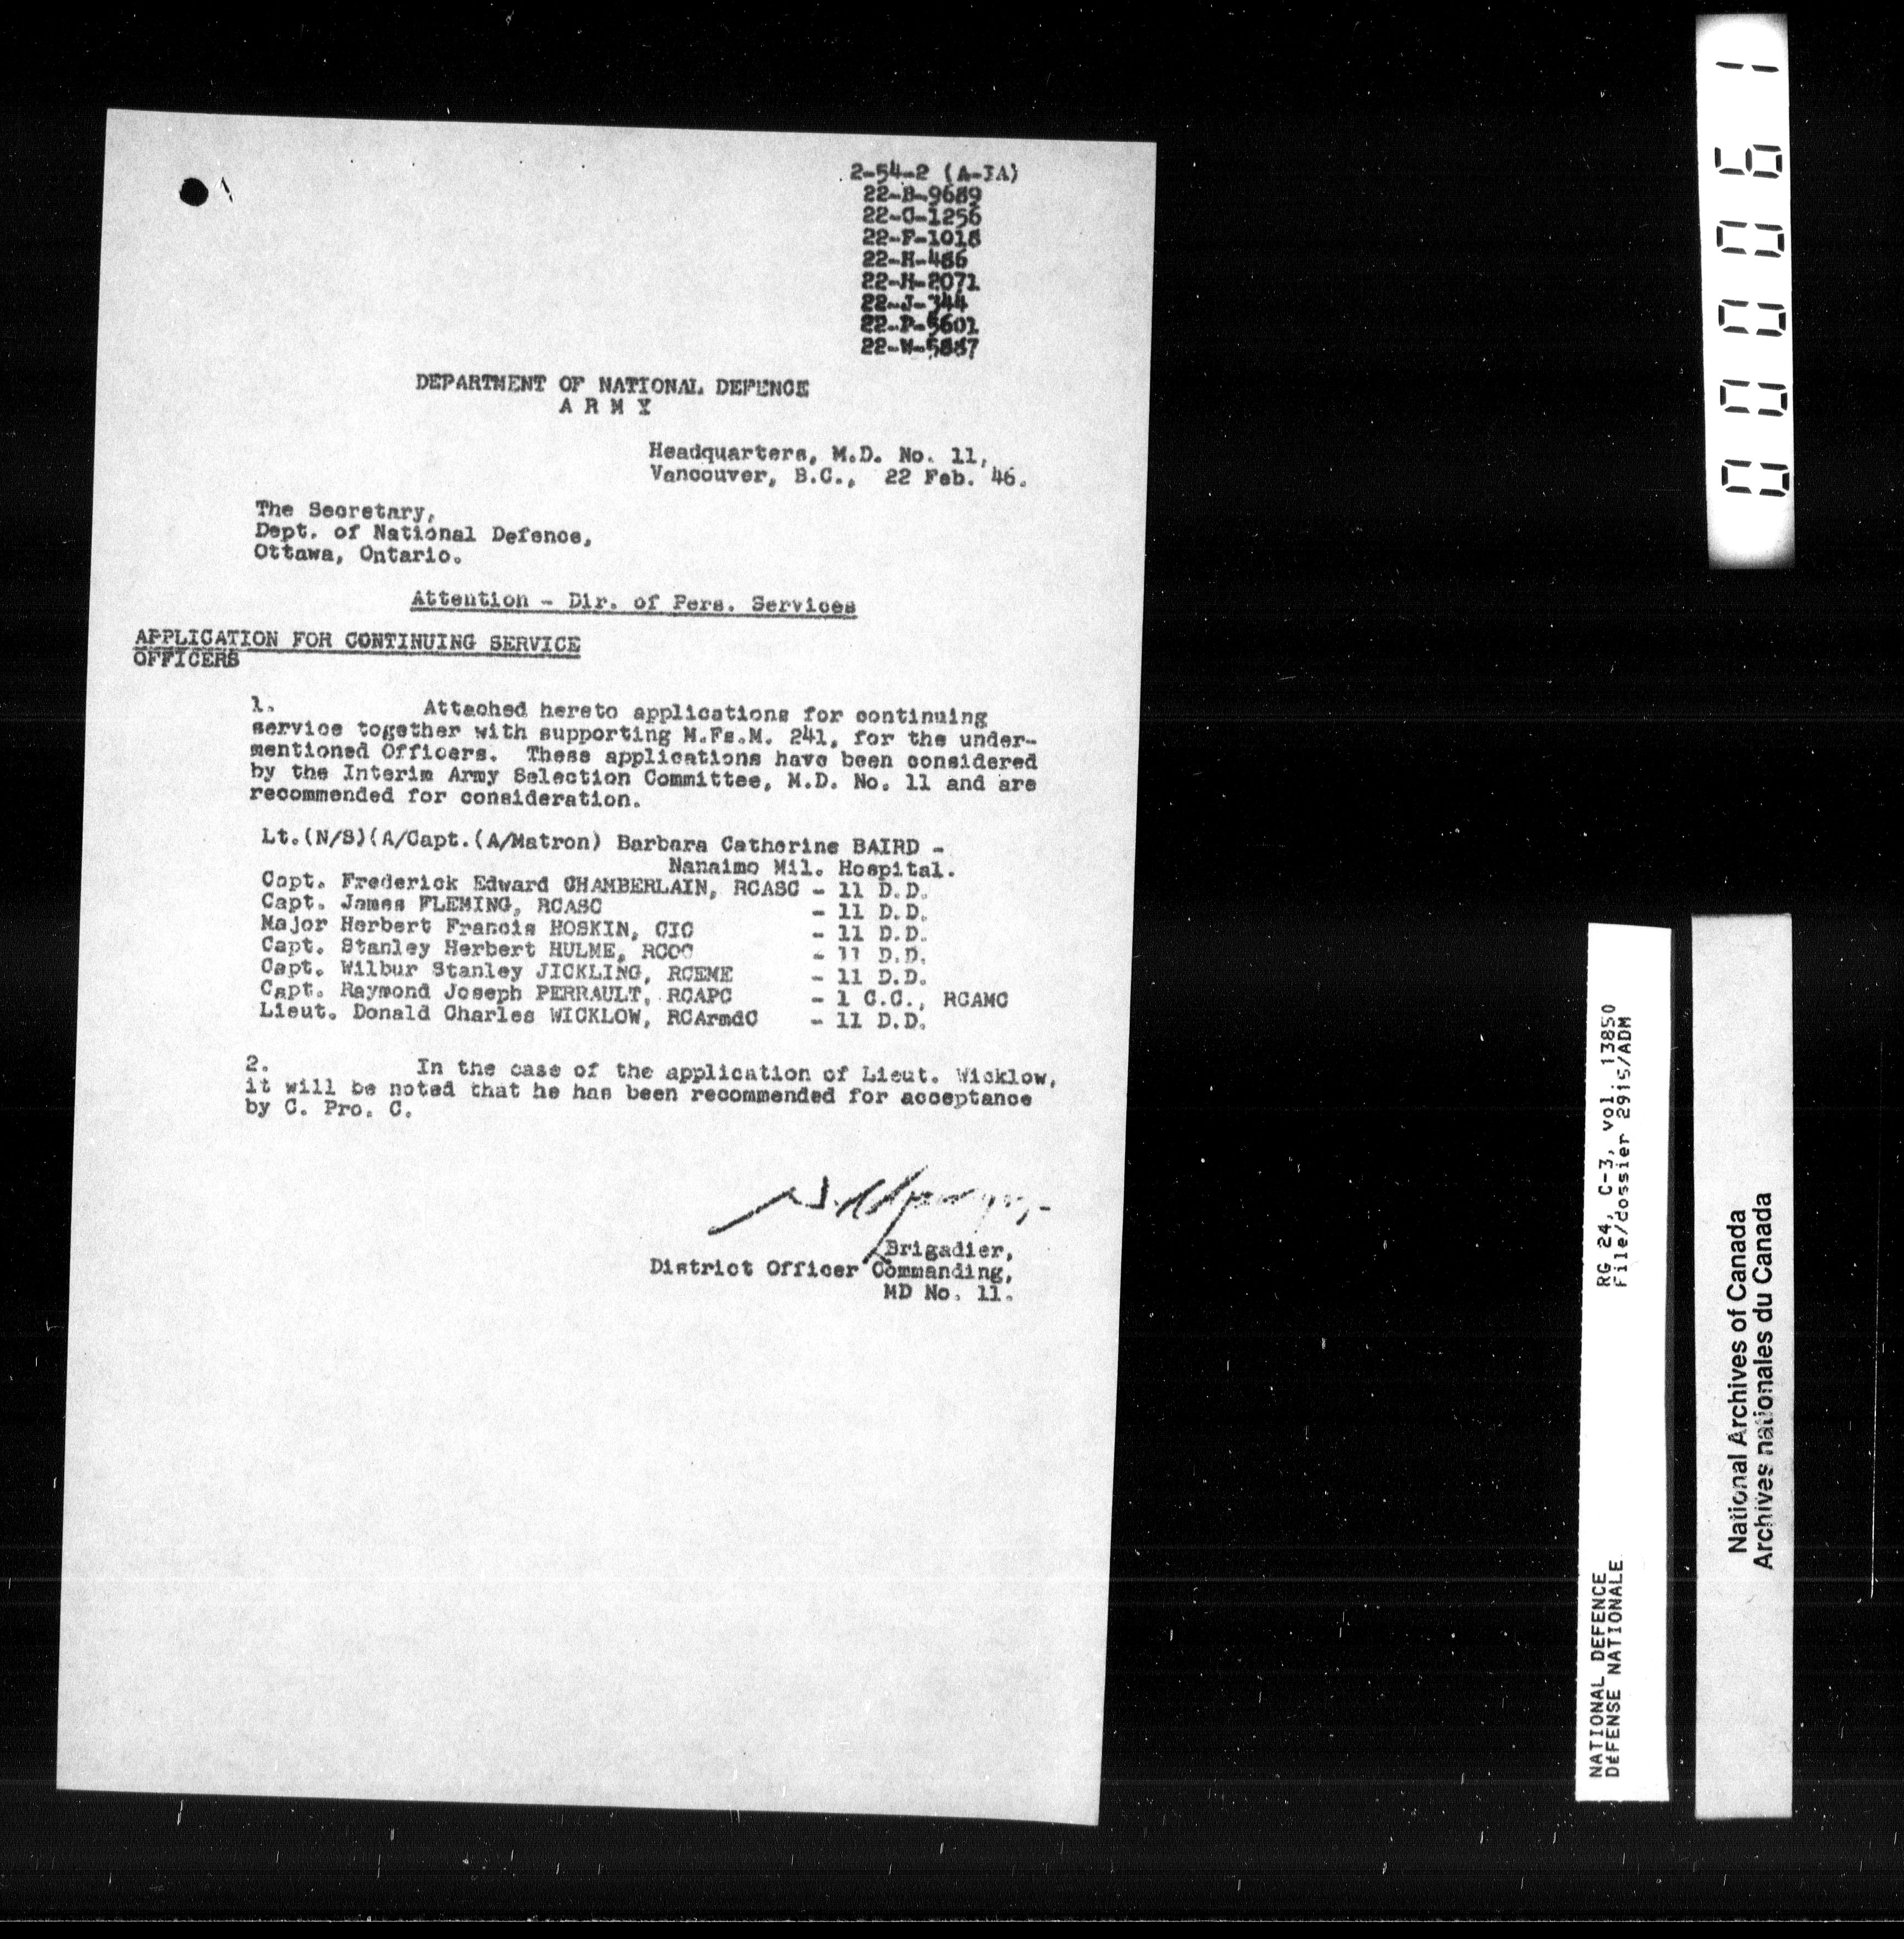 2-54-2 (A-IA)
22-B-9689
22-C-1256
22-F-1018
22-H-486
22-H-2071
22-J-344
22-P-5601
22-W-5887
DEPARTMENT OF NATIONAL DEFENCE
A R M Y
Headquarters, M.D. No. 11,
Vancouver, B.C., 22 Feb. '46.
The Secretary,
Dept. of National Defence,
Ottawa, Ontario.
Attention - Dir. of Pers. Services
APPLICATION FOR CONTINUING SERVICE
OFFICERS
1. Attached hereto applications for continuing
service together with supporting M.Fs.M. 241, for the under-
mentioned Officers. These applications have been considered
by the Interim Army Selection Committee, M.D. No. 11 and are
recommended for consideration.
Lt.(N/S)(A/Capt.(A/Matron) Barbara Catherine BAIRD -
Nanaimo Mil. Hospital.
Capt. Frederick Edward CHAMBERLAIN, RCASC - 11 D.D.
Capt. James FLEMING, RCASC - 11 D.D.
Major Herbert Francis HOSKIN, CIC - 11 D.D.
Capt. Stanley Herbert HULME, RCOC - 11 D.D.
Capt. Wilbur Stanley JICKLING, RCEME - 11 D.D.
Capt. Raymond Joseph PERRAULT, RCAPC - 1 C.C., RCAMC
Lieut. Donald Charles WICKLOW, RCArmdC - 11 D.D.
2. In the case of the application of Lieut. Wicklow,
it will be noted that he has been recommended for acceptance
by C. Pro. C.
Brigadier,
District Officer Commanding,
MD No. 11.
000061
RG 24, C-3, vol. 13850
File/dossier 2915/ADM
NATIONAL DEFENCE
DÉFENSE NATIONALE
National Archives of Canada
Archives nationales du Canada